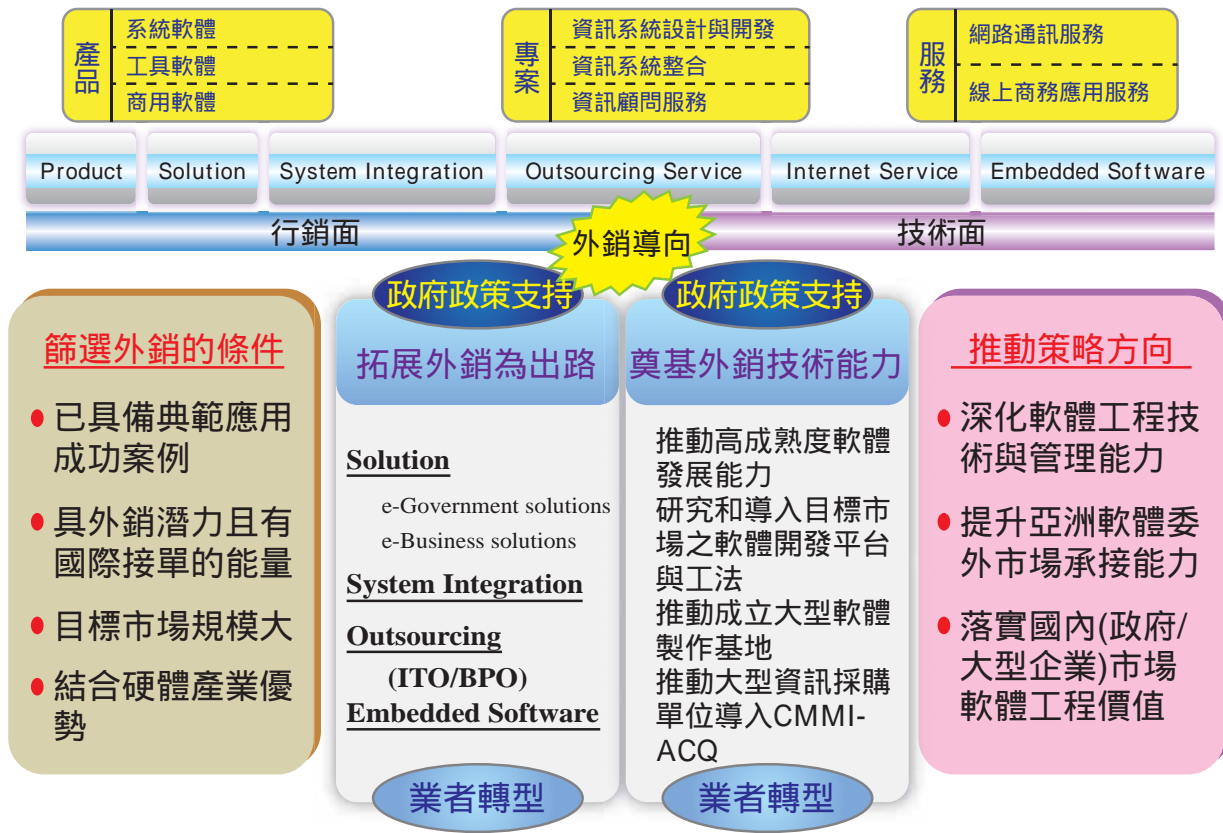 產品
系統軟體
工具軟體
商用軟體
專案
資訊系統設計與開發
資訊系統整合
資訊顧問服務
服務
網路通訊服務
線上商務應用服務
Product
Solution
System Integration
Outsourcing Service
Internet Service
Embedded Software
行銷面
外銷導向
技術面
篩選外銷的條件
已具備典範應用
成功案例
具外銷潛力且有
國際接單的能量
目標市場規模大
結合硬體產業優
勢
政府政策支持
拓展外銷為出路
Solution
e-Government solutions
e-Business solutions
System Integration
Outsourcing
(ITO/BPO)
Embedded Software
業者轉型
政府政策支持
奠基外銷技術能力
推動高成熟度軟體
發展能力
研究和導入目標市
場之軟體開發平台
與工法
推動成立大型軟體
製作基地
推動大型資訊採購
單位導入CMMI-
ACQ
業者轉型
推動策略方向
深化軟體工程技
術與管理能力
提升亞洲軟體委
外市場承接能力
落實國內(政府/
大型企業)市場
軟體工程價值